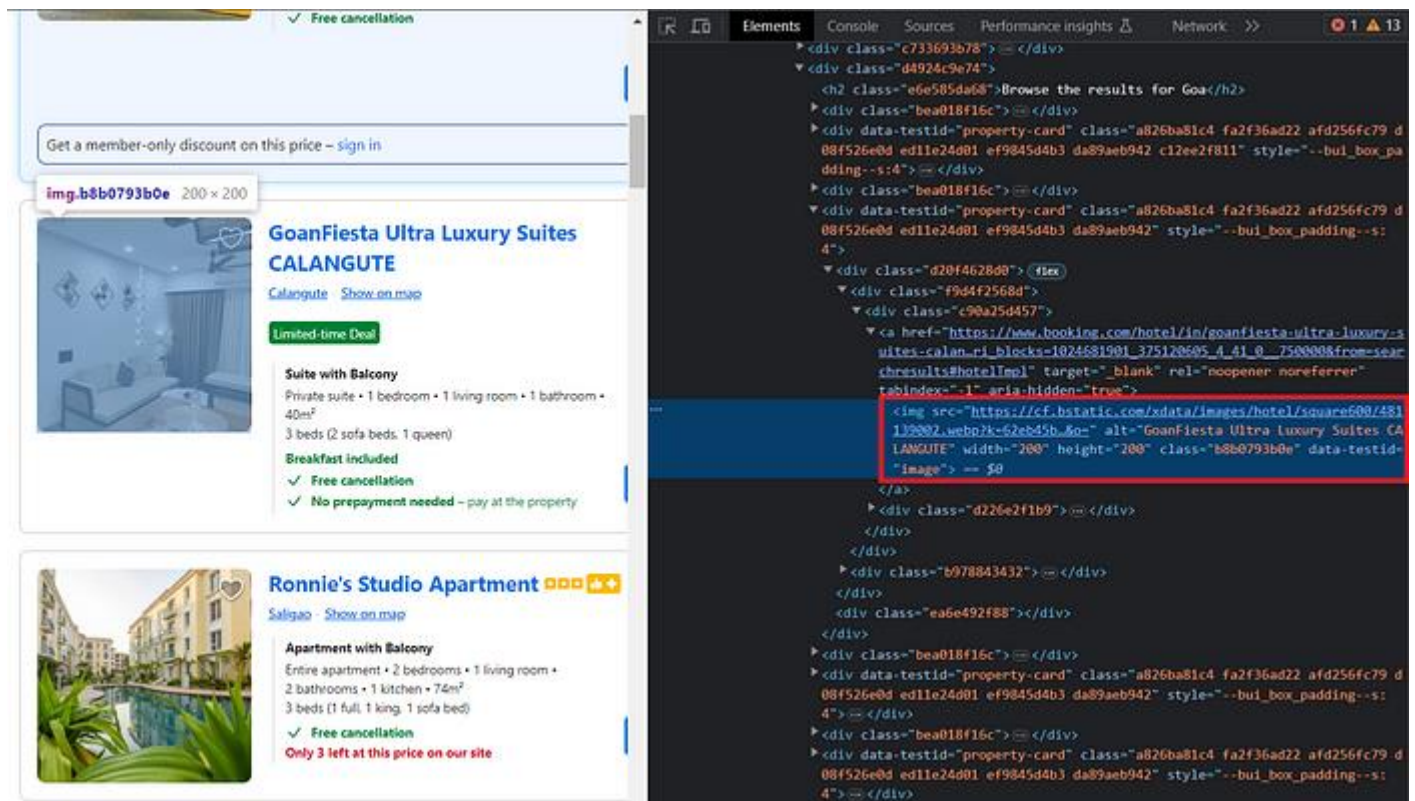 ✓ Free cancellation
Get a member-only discount on this price – sign in
img.b8b0793b0e 200 × 200
GoanFiesta Ultra Luxury Suites
CALANGUTE
Calangute · Show on map
Limited-time Deal
Suite with Balcony
Private suite • 1 bedroom • 1 living room • 1 bathroom •
40m²
3 beds (2 sofa beds, 1 queen)
Breakfast included
✓ Free cancellation
✓ No prepayment needed – pay at the property
Ronnie's Studio Apartment
Saligao · Show on map
Apartment with Balcony
Entire apartment • 2 bedrooms • 1 living room •
2 bathrooms • 1 kitchen • 74m²
3 beds (1 full, 1 king, 1 sofa bed)
✓ Free cancellation
Only 3 left at this price on our site
Elements Console Sources Performance insights Network >> 1 13
<div class="c733693b78">…</div>
<div class="d4924c9e74">
<h2 class="e6e585da68">Browse the results for Goa</h2>
<div class="bea018f16c">…</div>
<div data-testid="property-card" class="a826ba81c4 fa2f36ad22 afd256fc79 d
08f526e0d ed11e24d01 ef9845d4b3 da89aeb942 c12ee2f811" style="--bui_box_pa
dding--s:4">…</div>
<div class="bea018f16c">…</div>
<div data-testid="property-card" class="a826ba81c4 fa2f36ad22 afd256fc79 d
08f526e0d ed11e24d01 ef9845d4b3 da89aeb942" style="--bui_box_padding--s:
4">
<div class="d20f4628d0"> flex
<div class="f9d4f2568d">
<div class="c90a25d457">
<a href="https://www.booking.com/hotel/in/goanfiesta-ultra-luxury-s
uites-calan…ri_blocks=1024681901_375120605_4_41_0__750000&from=sear
chresults#hotelTmpl" target="_blank" rel="noopener noreferrer"
tabindex="-1" aria-hidden="true">
<img src="https://cf.bstatic.com/xdata/images/hotel/square600/481
139002.webp?k=62eb45b…&o=" alt="GoanFiesta Ultra Luxury Suites CA
LANGUTE" width="200" height="200" class="b8b0793b0e" data-testid=
"image"> == $0
</a>
<div class="d226e2f1b9">…</div>
</div>
</div>
<div class="b978843432">…</div>
</div>
<div class="ea6e492f88"></div>
</div>
<div class="bea018f16c">…</div>
<div data-testid="property-card" class="a826ba81c4 fa2f36ad22 afd256fc79 d
08f526e0d ed11e24d01 ef9845d4b3 da89aeb942" style="--bui_box_padding--s:
4">…</div>
<div class="bea018f16c">…</div>
<div data-testid="property-card" class="a826ba81c4 fa2f36ad22 afd256fc79 d
08f526e0d ed11e24d01 ef9845d4b3 da89aeb942" style="--bui_box_padding--s:
4">…</div>